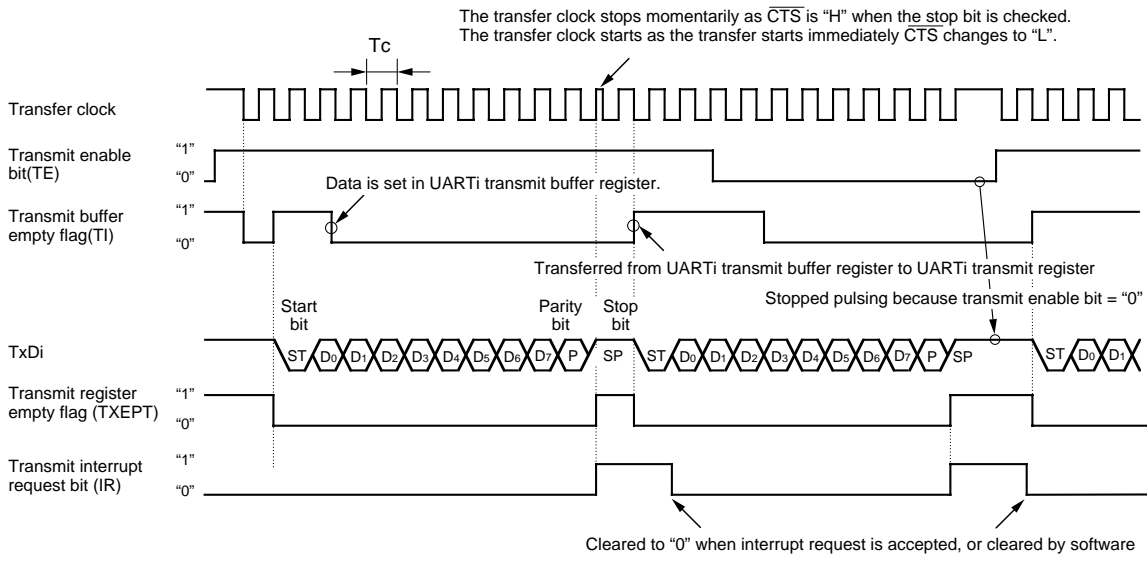 The transfer clock stops momentarily as CTS is “H” when the stop bit is checked.
The transfer clock starts as the transfer starts immediately CTS changes to “L”.
Tc
Transfer clock
Transmit enable
bit(TE)
“1”
“0”
Data is set in UARTi transmit buffer register.
Transmit buffer
empty flag(TI)
“1”
“0”
Transferred from UARTi transmit buffer register to UARTi transmit register
Stopped pulsing because transmit enable bit = “0”
Start
bit
Parity
bit
Stop
bit
TxDi
ST D0 D1 D2 D3 D4 D5 D6 D7 P SP ST D0 D1 D2 D3 D4 D5 D6 D7 P SP ST D0 D1
Transmit register
empty flag (TXEPT)
“1”
“0”
Transmit interrupt
request bit (IR)
“1”
“0”
Cleared to “0” when interrupt request is accepted, or cleared by software